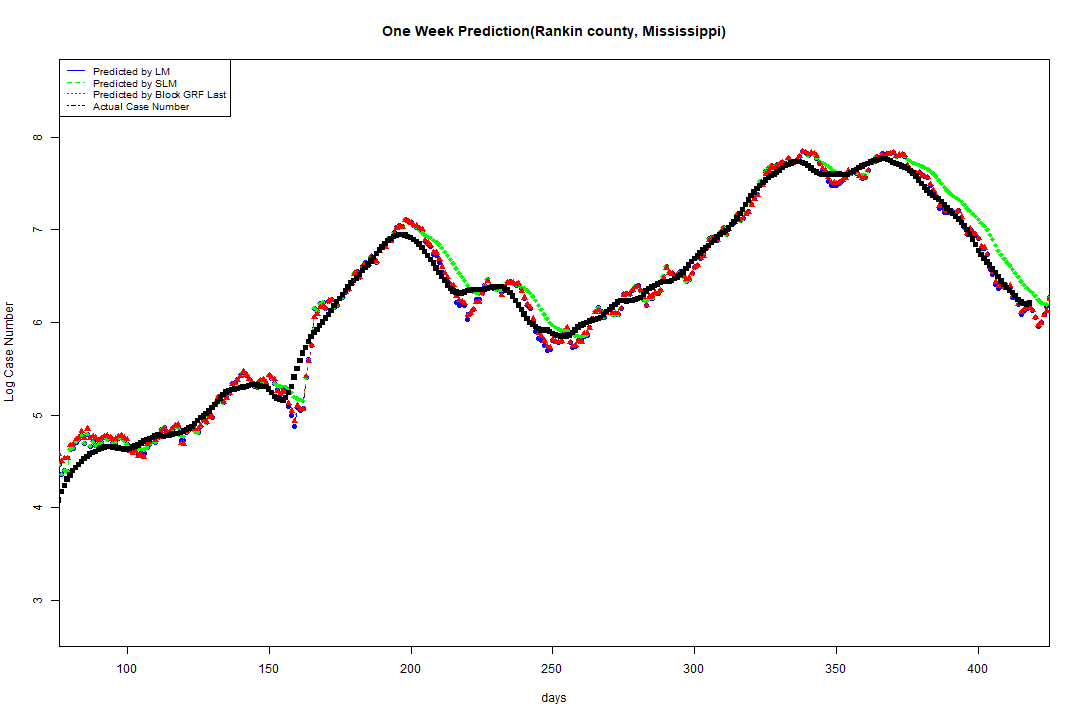 One Week Prediction(Rankin county, Mississippi)
Predicted by LM
Predicted by SLM
Predicted by Block GRF Last
Actual Case Number
8
7
6
5
4
3
Log Case Number
100 150 200 250 300 350 400
days